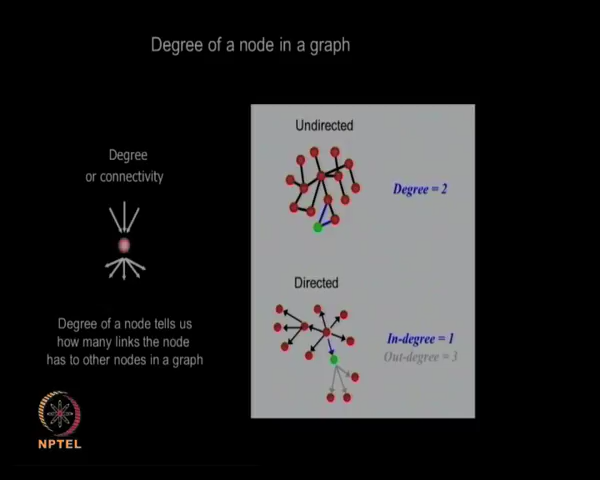 Degree of a node in a graph
Degree
or connectivity
Degree of a node tells us
how many links the node
has to other nodes in a graph
Undirected
Degree = 2
Directed
In-degree = 1
Out-degree = 3
NPTEL